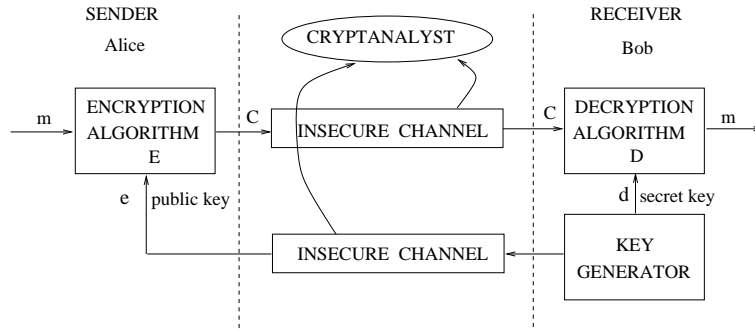 SENDER
Alice
RECEIVER
Bob
CRYPTANALYST
m
ENCRYPTION
ALGORITHM
E
C
INSECURE CHANNEL
C
DECRYPTION
ALGORITHM
D
m
e
public key
d
secret key
INSECURE CHANNEL
KEY
GENERATOR